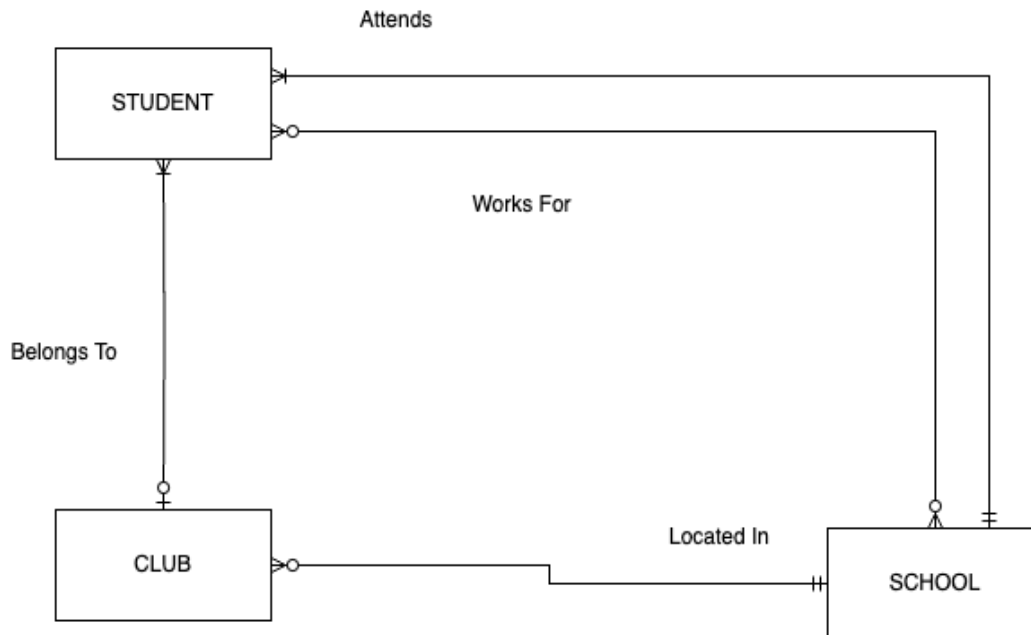 Attends
STUDENT
Works For
Belongs To
Located In
CLUB
SCHOOL